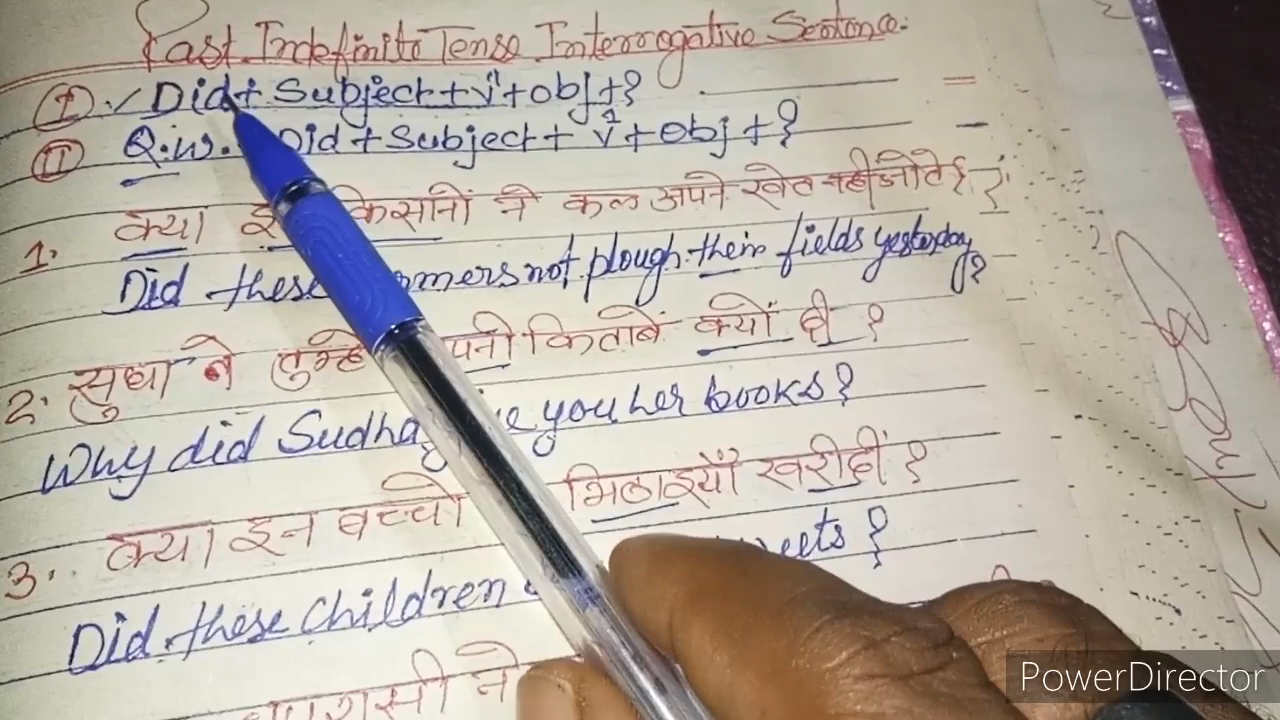 Past Indefinite Tense Interrogative Sentence.
I. Did + Subject + v1 + obj + ?
II Q.w. Did + Subject + v1 + obj + ?
1. क्या किसानों ने कल अपने खेत नहीं जोते ?
Did these not plough their fields yesterday?
2. सुधा ने तुम्हे किताबें क्यों दी ?
Why did Sudha you her books?
3. क्या इन बच्चो मिठाइयाँ खरीदीं ?
Did these children ?
ने
PowerDirector